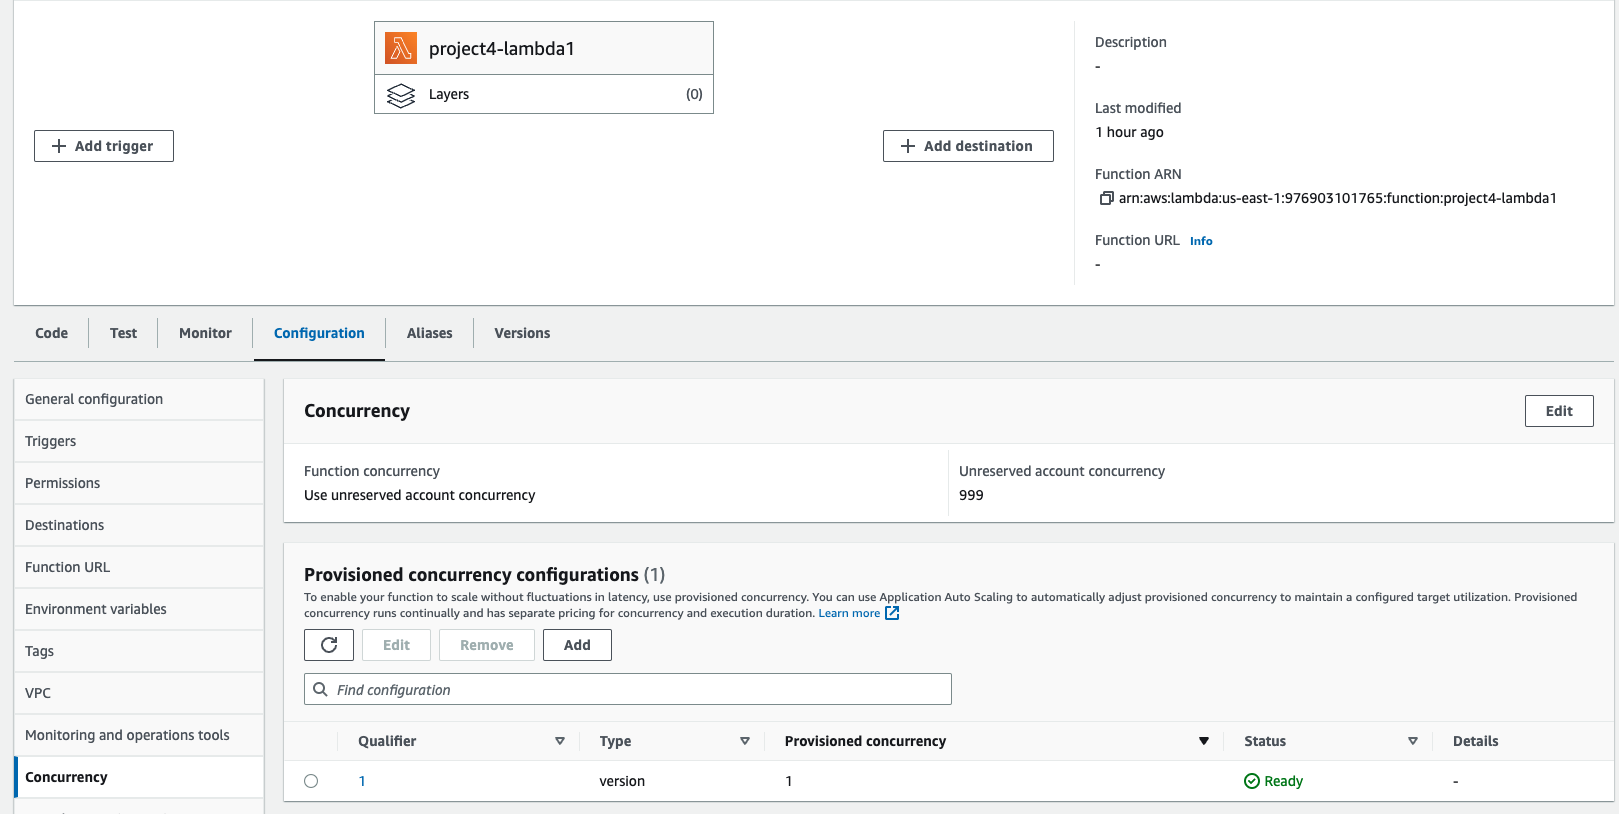 project4-lambda1
Layers (0)
Add trigger
Add destination
Description
-
Last modified
1 hour ago
Function ARN
arn:aws:lambda:us-east-1:976903101765:function:project4-lambda1
Function URL Info
-
Code Test Monitor Configuration Aliases Versions
General configuration
Triggers
Permissions
Destinations
Function URL
Environment variables
Tags
VPC
Monitoring and operations tools
Concurrency
Concurrency Edit
Function concurrency
Use unreserved account concurrency
Unreserved account concurrency
999
Provisioned concurrency configurations (1)
To enable your function to scale without fluctuations in latency, use provisioned concurrency. You can use Application Auto Scaling to automatically adjust provisioned concurrency to maintain a configured target utilization. Provisioned
concurrency runs continually and has separate pricing for concurrency and execution duration. Learn more
Edit Remove Add
Find configuration
Qualifier Type Provisioned concurrency Status Details
1 version 1 Ready -